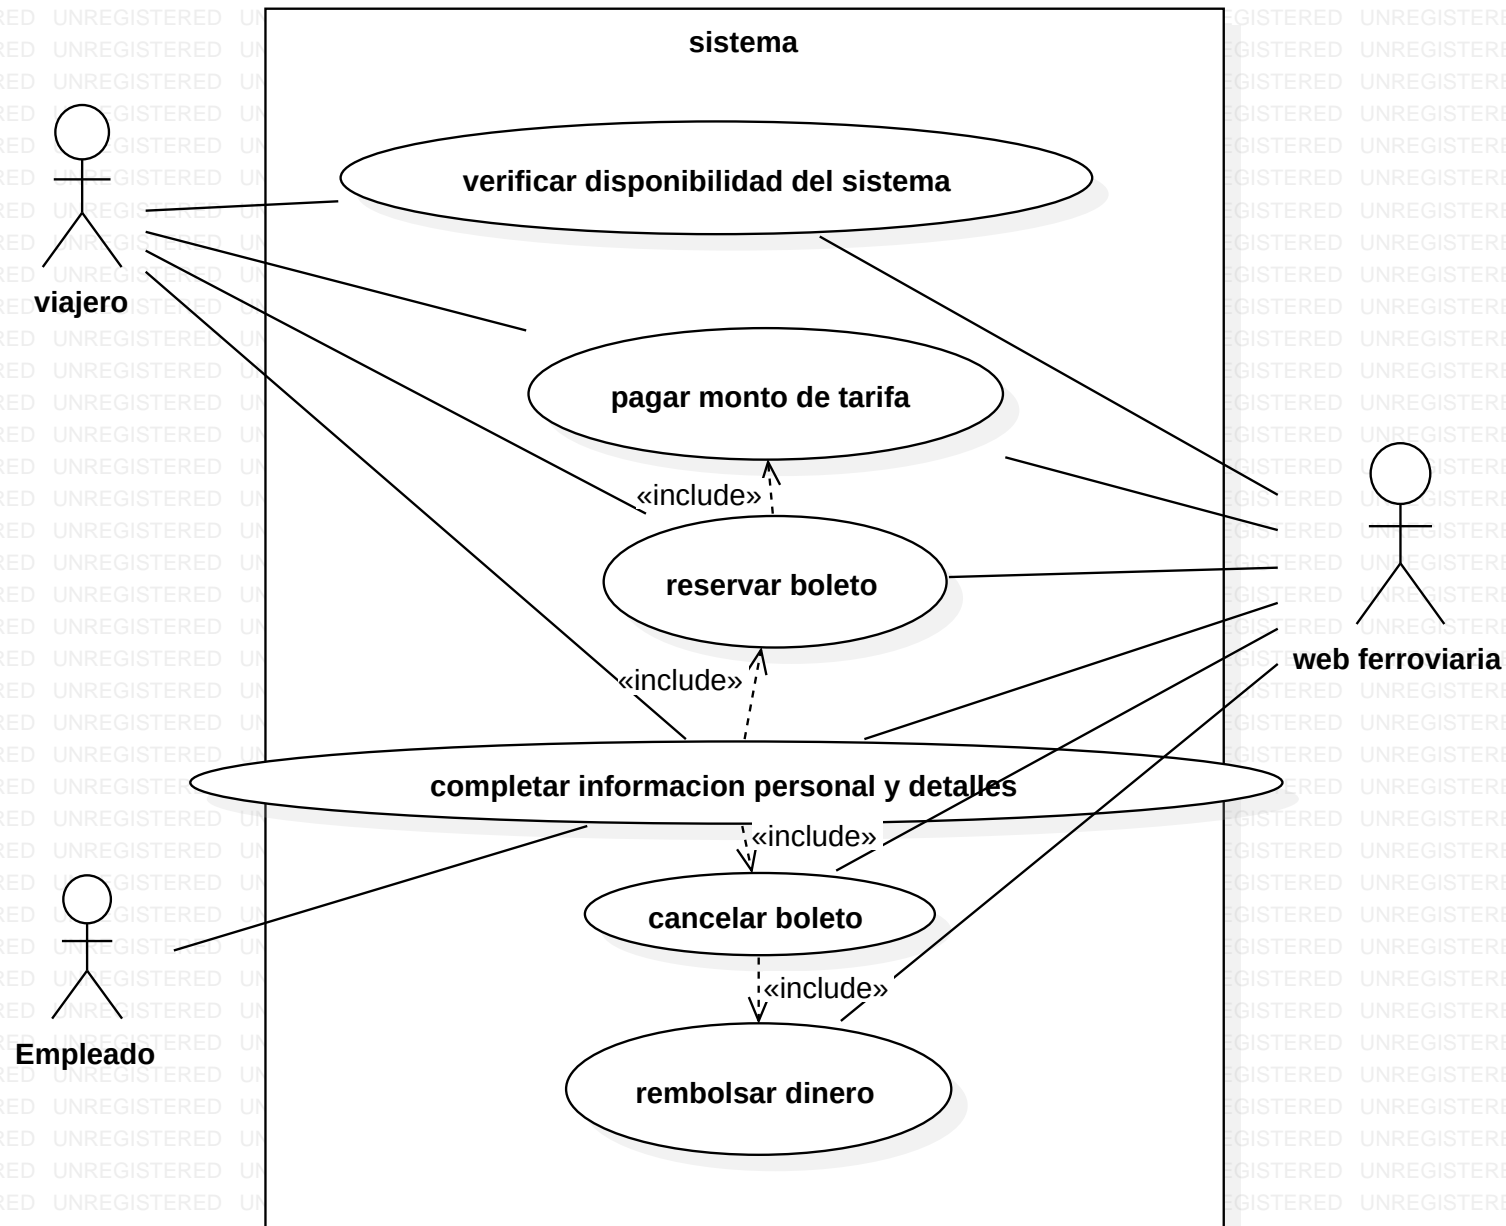 sistema
verificar disponibilidad del sistema
viajero
pagar monto de tarifa
«include»
reservar boleto
web ferroviaria
«include»
completar informacion personal y detalles
«include»
cancelar boleto
«include»
Empleado
rembolsar dinero
UNREGISTERED